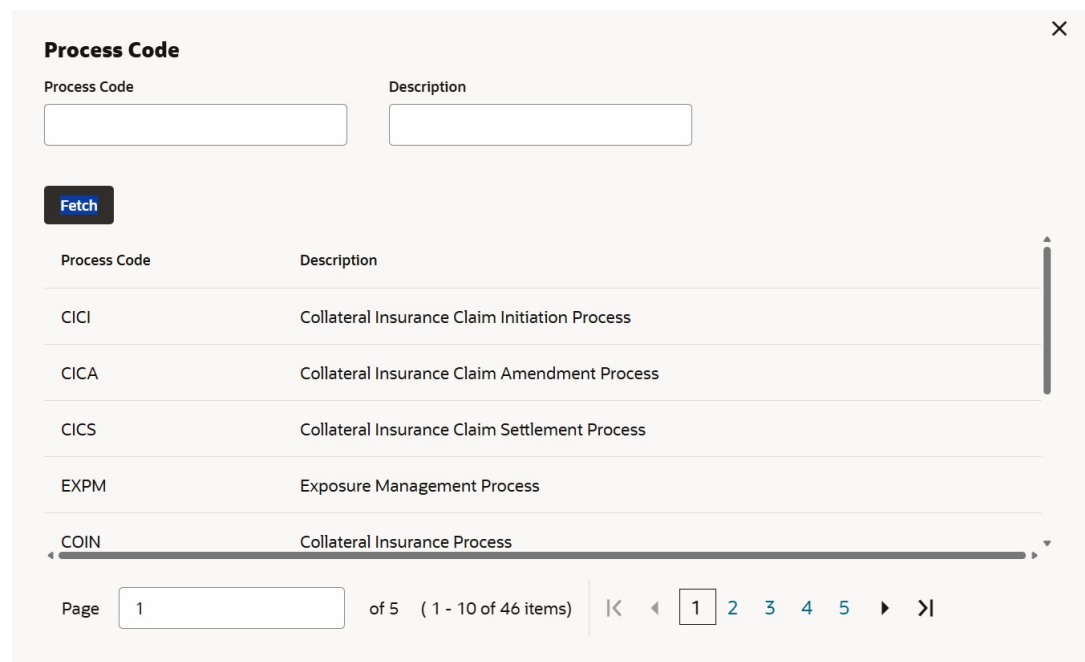 Process Code
Process Code Description
Fetch
Process Code Description
CICI Collateral Insurance Claim Initiation Process
CICA Collateral Insurance Claim Amendment Process
CICS Collateral Insurance Claim Settlement Process
EXPM Exposure Management Process
COIN Collateral Insurance Process
Page 1 of 5 ( 1 - 10 of 46 items) 1 2 3 4 5